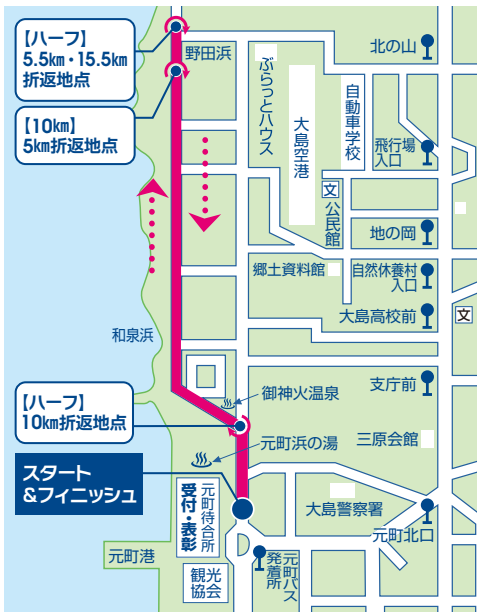 【ハーフ】
5.5km・15.5km
折返地点
【10km】
5km折返地点
野田浜
ぶらっとハウス
大島空港
自動車学校
北の山
飛行場
入口
文
公民館
地の岡
郷土資料館
自然休養村
入口
大島高校前
文
和泉浜
支庁前
御神火温泉
【ハーフ】
10km折返地点
元町浜の湯
三原会館
スタート
&フィニッシュ
元町待合所
受付・表彰
大島警察署
元町北口
元町港
観光
協会
元町バス
発着所